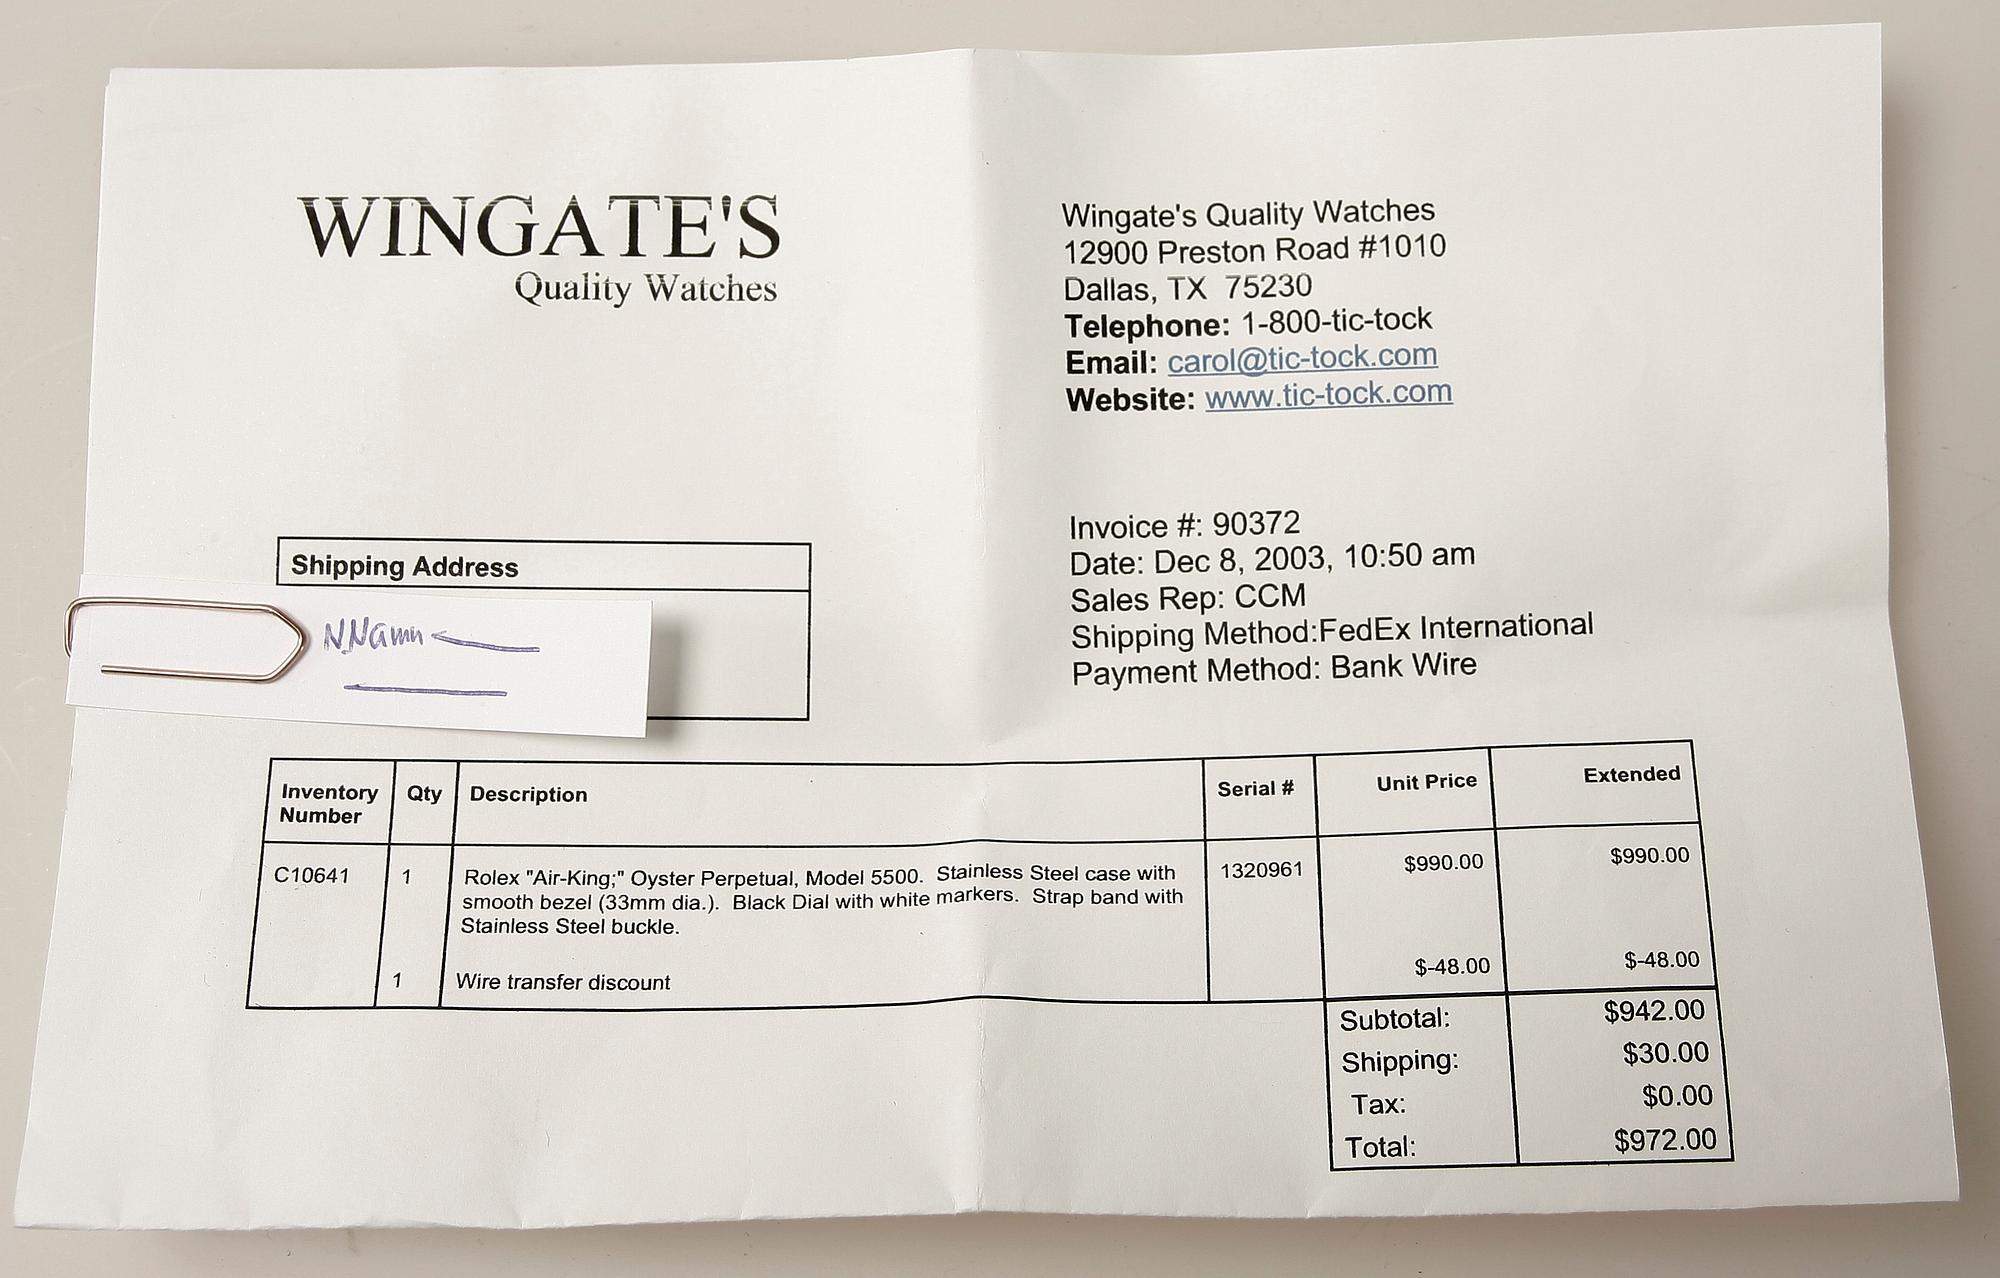 WINGATE'S
Quality Watches
Wingate's Quality Watches
12900 Preston Road #1010
Dallas, TX 75230
Telephone: 1-800-tic-tock
Email: carol@tic-tock.com
Website: www.tic-tock.com
Invoice #: 90372
Date: Dec 8, 2003, 10:50 am
Sales Rep: CCM
Shipping Method:FedEx International
Payment Method: Bank Wire
Shipping Address
Inventory Number Qty Description Serial # Unit Price Extended
C10641 1 Rolex "Air-King;" Oyster Perpetual, Model 5500. Stainless Steel case with 1320961 $990.00 $990.00
smooth bezel (33mm dia.). Black Dial with white markers. Strap band with
Stainless Steel buckle.
1 Wire transfer discount $-48.00 $-48.00
Subtotal: $942.00
Shipping: $30.00
Tax: $0.00
Total: $972.00